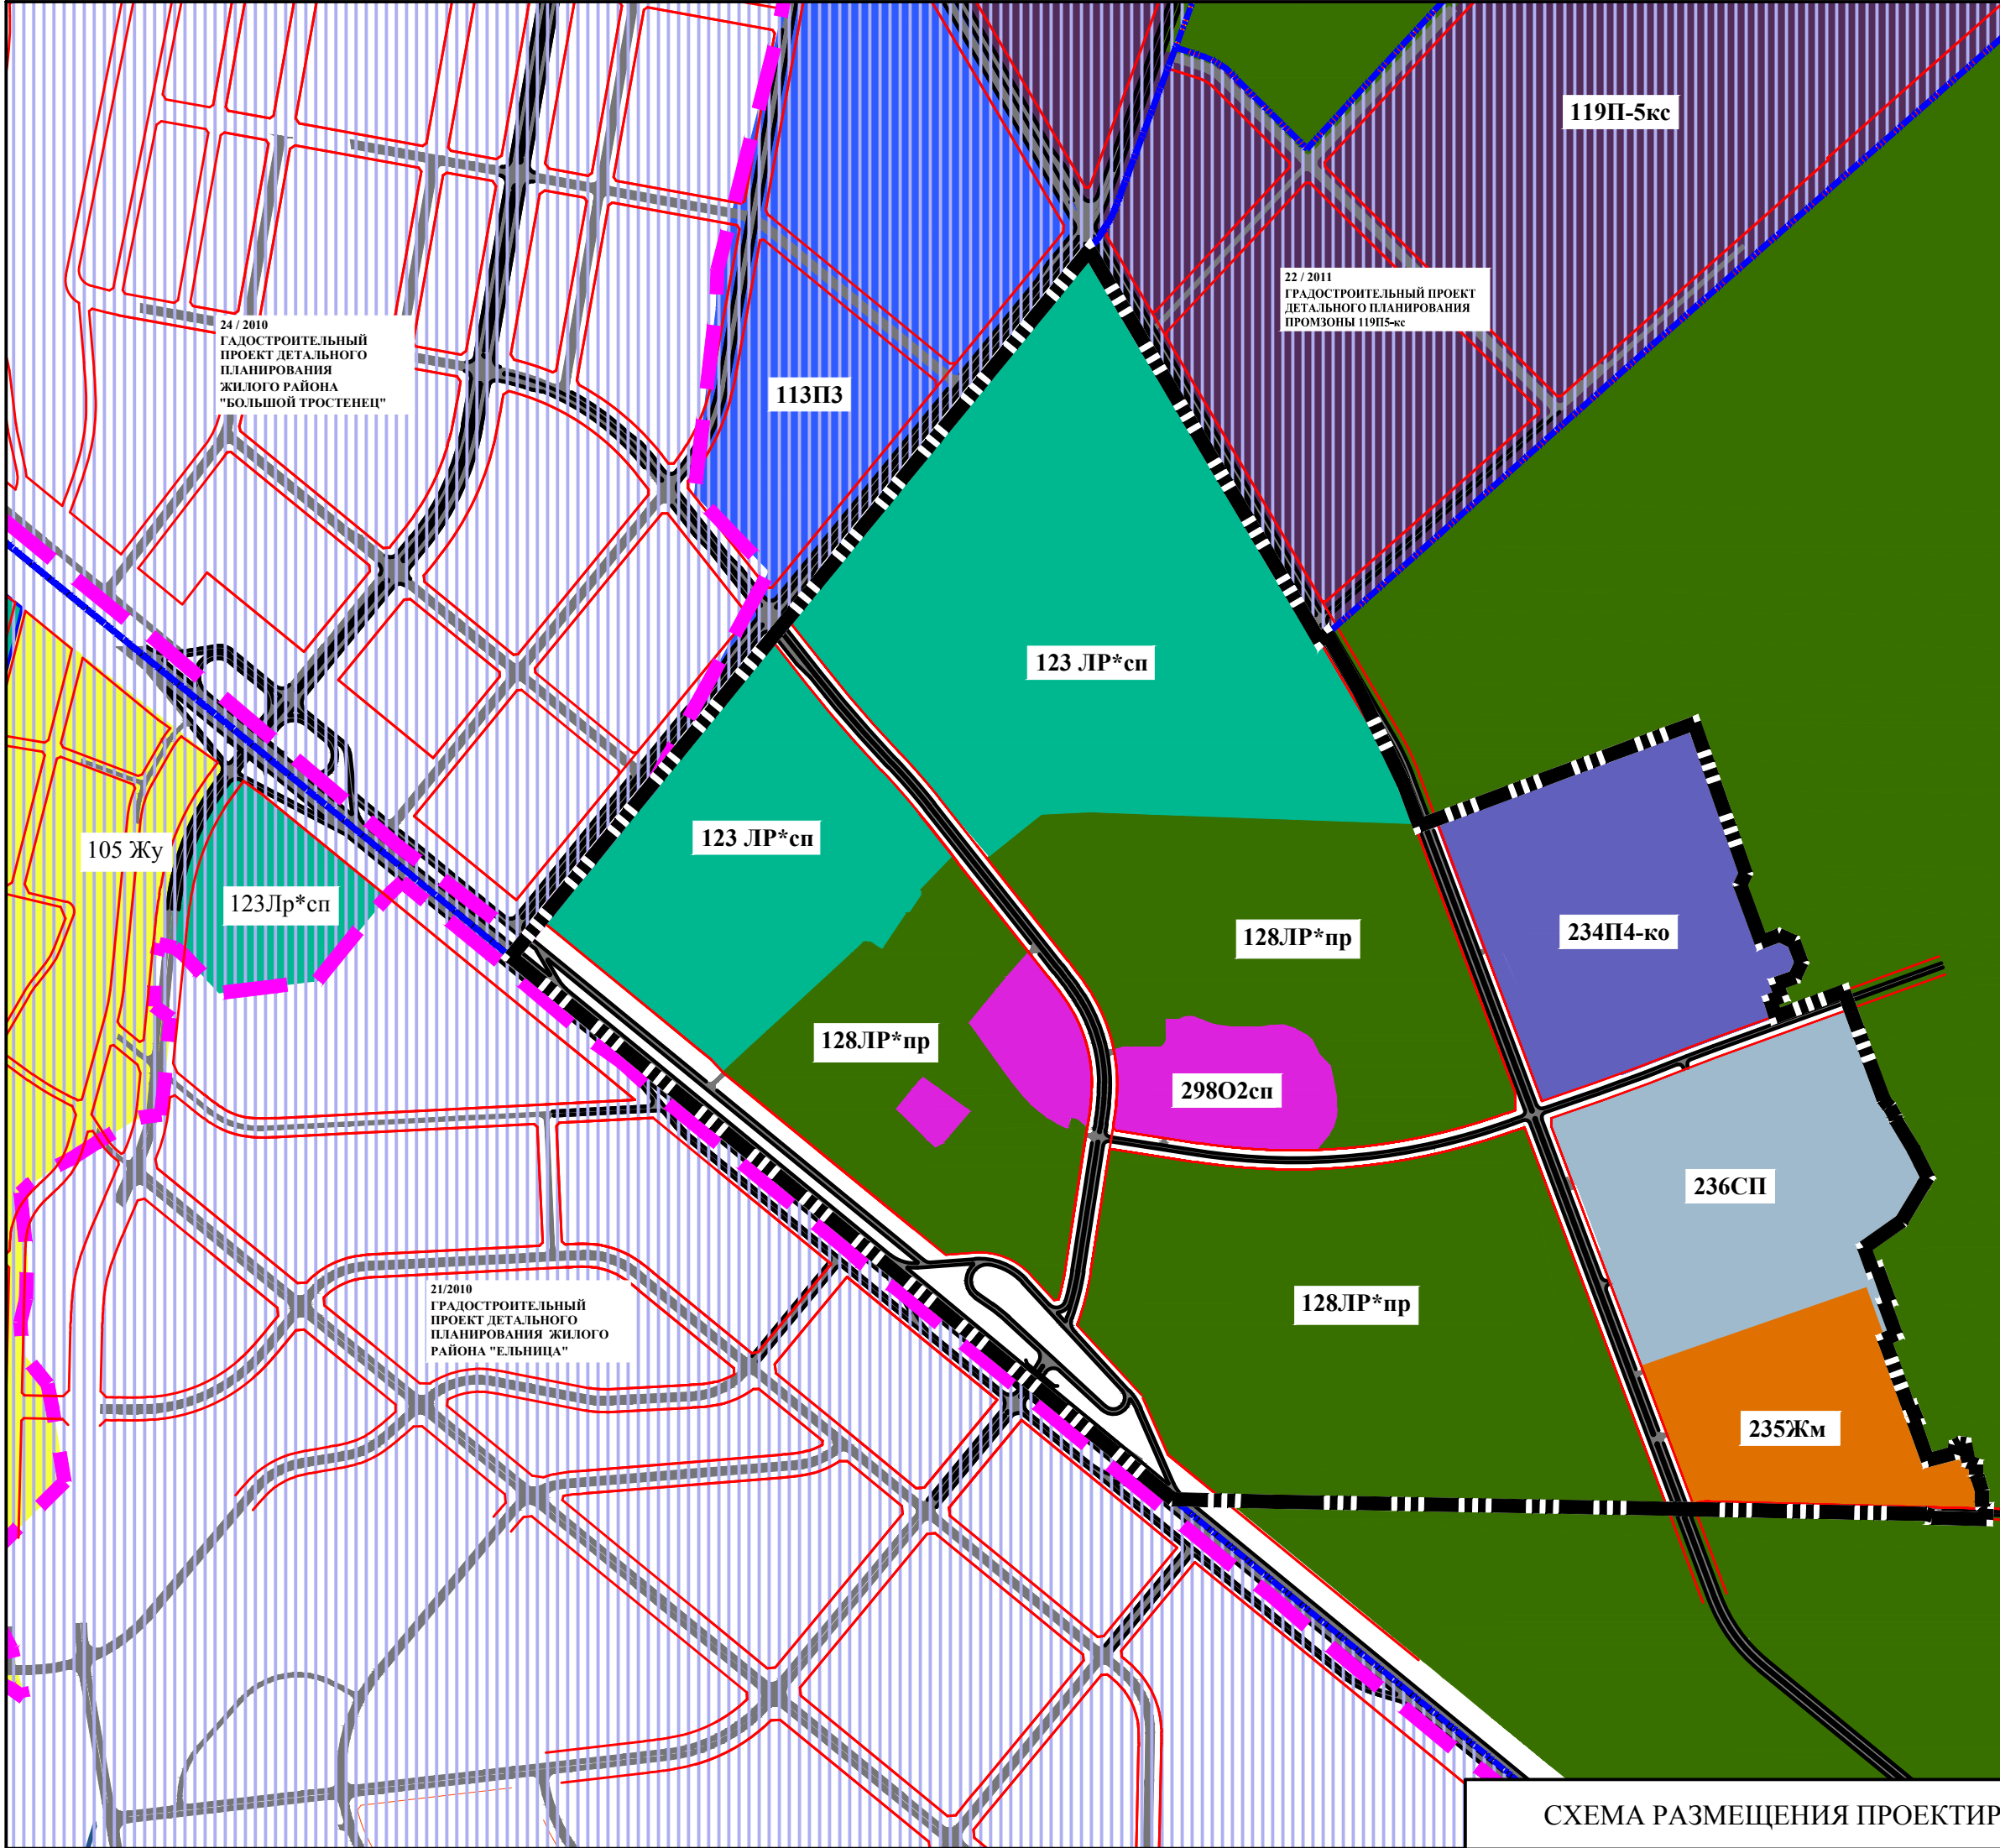 119П-5кс
22 / 2011
ГРАДОСТРОИТЕЛЬНЫЙ ПРОЕКТ
ДЕТАЛЬНОГО ПЛАНИРОВАНИЯ
ПРОМЗОНЫ 119П5-кс
24 / 2010
ГАДОСТРОИТЕЛЬНЫЙ
ПРОЕКТ ДЕТАЛЬНОГО
ПЛАНИРОВАНИЯ
ЖИЛОГО РАЙОНА
"БОЛЬШОЙ ТРОСТЕНЕЦ"
113П3
123 ЛР*сп
123 ЛР*сп
105 Жу
123Лр*сп
128ЛР*пр
234П4-ко
128ЛР*пр
298О2сп
236СП
21/2010
ГРАДОСТРОИТЕЛЬНЫЙ
ПРОЕКТ ДЕТАЛЬНОГО
ПЛАНИРОВАНИЯ ЖИЛОГО
РАЙОНА "ЕЛЬНИЦА"
128ЛР*пр
235Жм
СХЕМА РАЗМЕЩЕНИЯ ПРОЕКТИР